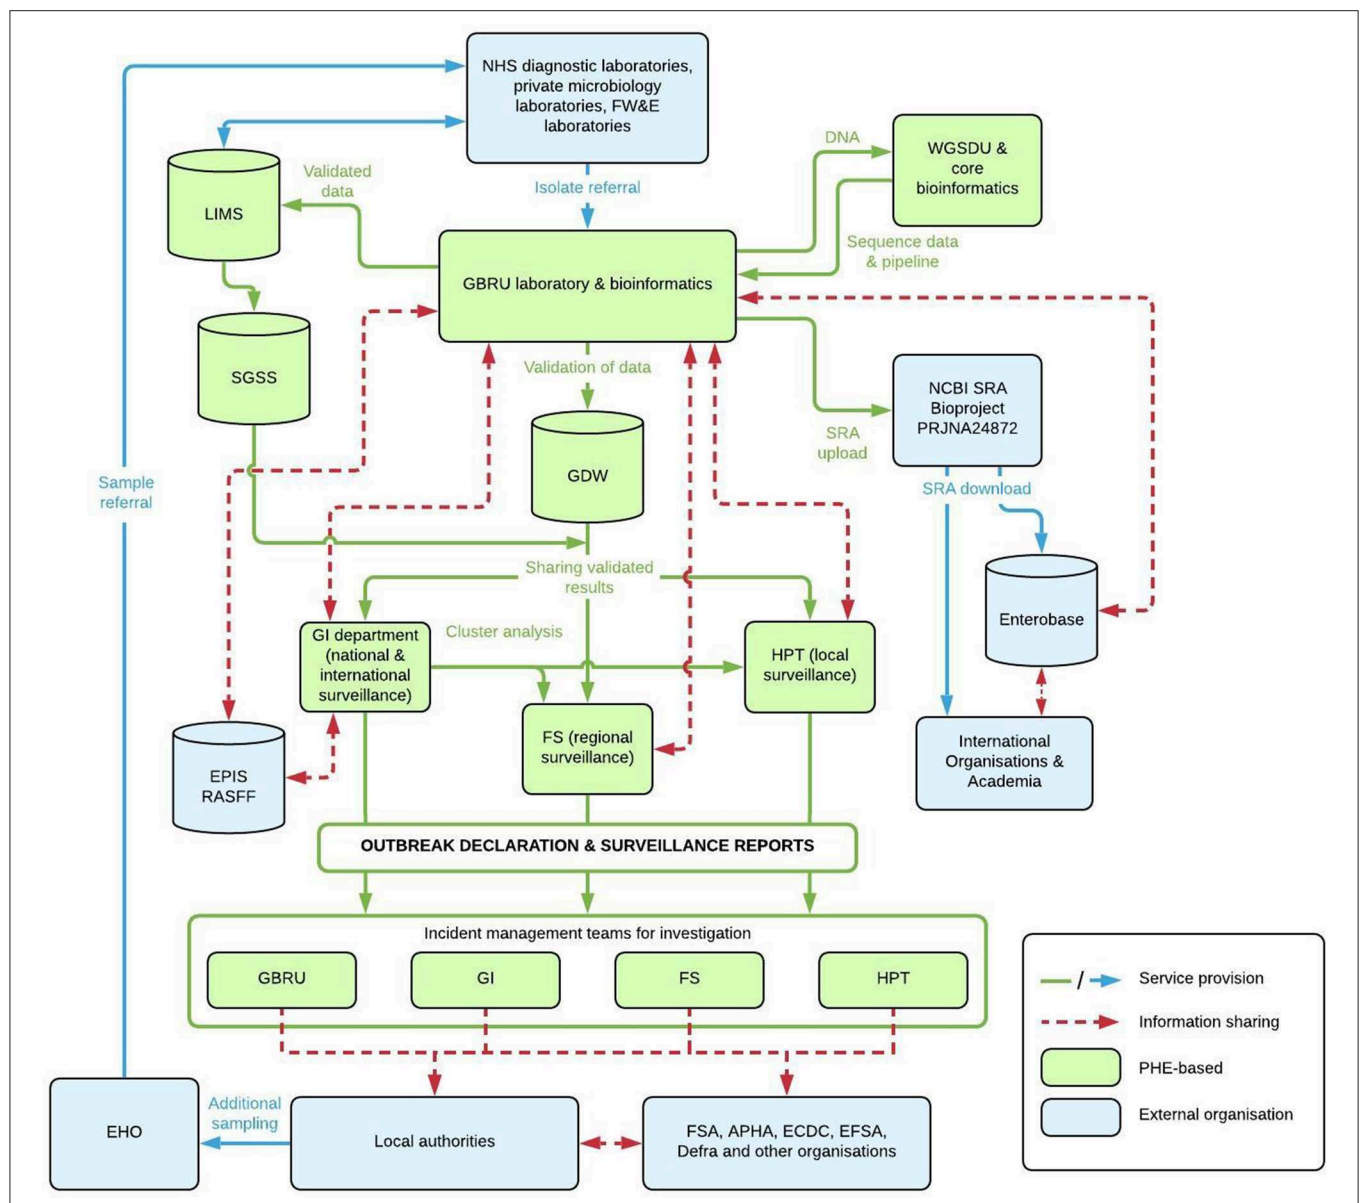 NHS diagnostic laboratories,
private microbiology
laboratories, FW&E
laboratories
DNA
WGSDU &
core
bioinformatics
Validated
data
Isolate referral
LIMS
Sequence data
& pipeline
GBRU laboratory & bioinformatics
SGSS
Validation of data
NCBI SRA
Bioproject
PRJNA24872
SRA
upload
GDW
Sample
referral
SRA download
Sharing validated
results
GI department
(national &
international
surveillance)
Cluster analysis
HPT (local
surveillance)
Enterobase
FS (regional
surveillance)
EPIS
RASFF
International
Organisations &
Academia
OUTBREAK DECLARATION & SURVEILLANCE REPORTS
Incident management teams for investigation
GBRU
GI
FS
HPT
/
Service provision
Information sharing
PHE-based
External organisation
EHO
Additional
sampling
Local authorities
FSA, APHA, ECDC, EFSA,
Defra and other organisations